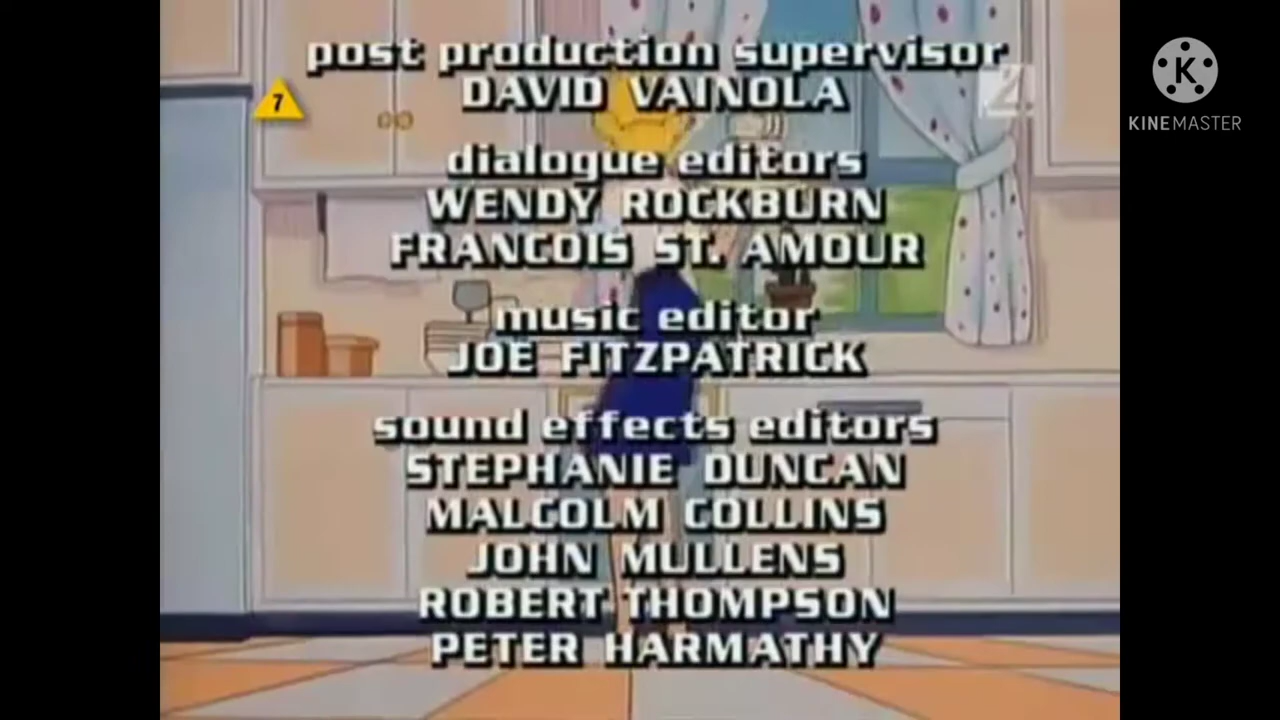 post production supervisor
DAVID VAINOLA
7
2
dialogue editors
WENDY ROCKBURN
FRANCOIS ST. AMOUR
music editor
JOE FITZPATRICK
sound effects editors
STEPHANIE DUNCAN
MALCOLM COLLINS
JOHN MULLENS
ROBERT THOMPSON
PETER HARMATHY
K
KINEMASTER